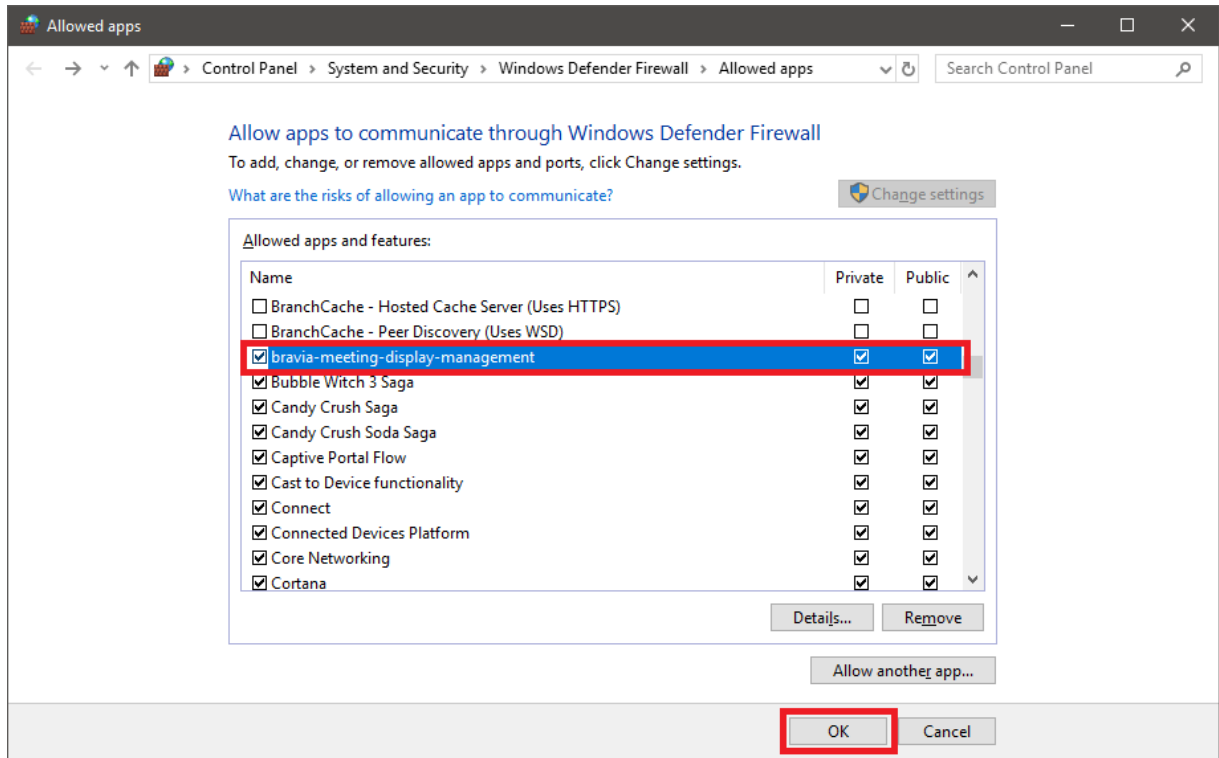 Allowed apps
Control Panel > System and Security > Windows Defender Firewall > Allowed apps
Search Control Panel
Allow apps to communicate through Windows Defender Firewall
To add, change, or remove allowed apps and ports, click Change settings.
What are the risks of allowing an app to communicate?
Change settings
Allowed apps and features:
Name Private Public
BranchCache - Hosted Cache Server (Uses HTTPS)
BranchCache - Peer Discovery (Uses WSD)
bravia-meeting-display-management
Bubble Witch 3 Saga
Candy Crush Saga
Candy Crush Soda Saga
Captive Portal Flow
Cast to Device functionality
Connect
Connected Devices Platform
Core Networking
Cortana
Details... Remove
Allow another app...
OK Cancel